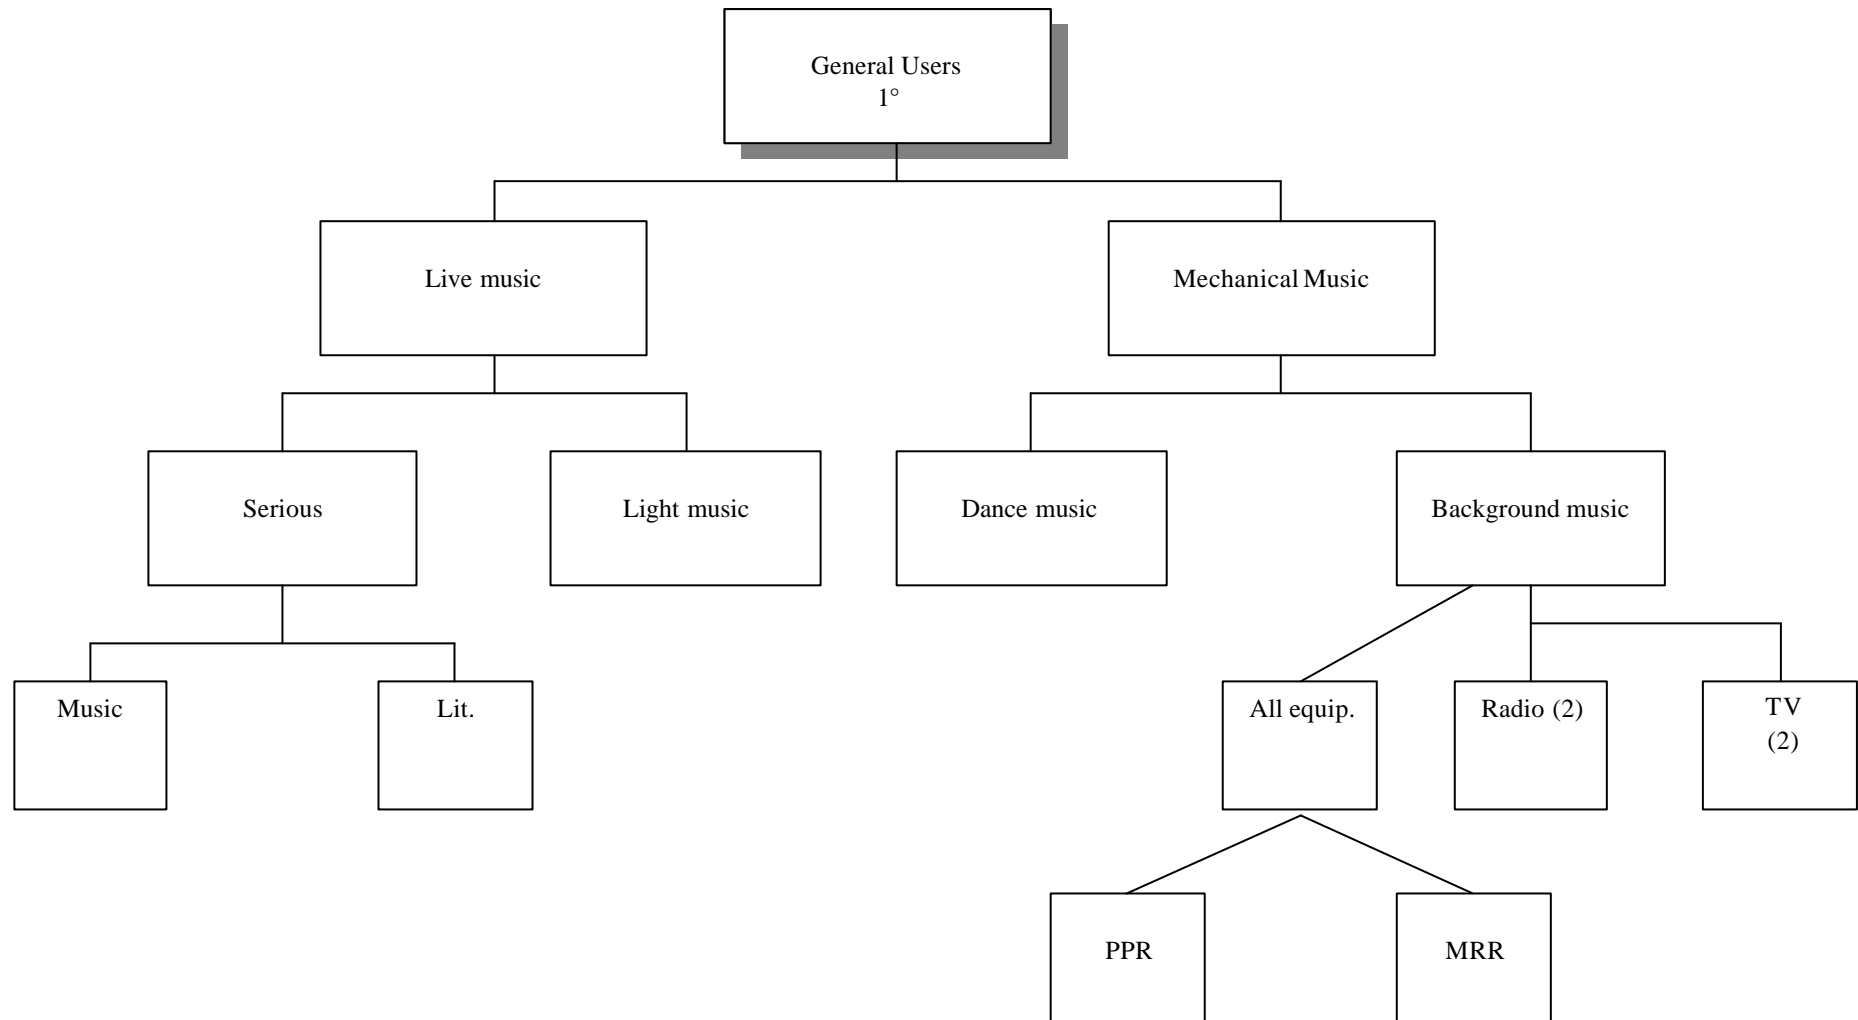 General Users
1°
Live music
Mechanical Music
Serious
Light music
Dance music
Background music
Music
Lit.
All equip.
Radio (2)
TV
(2)
PPR
MRR